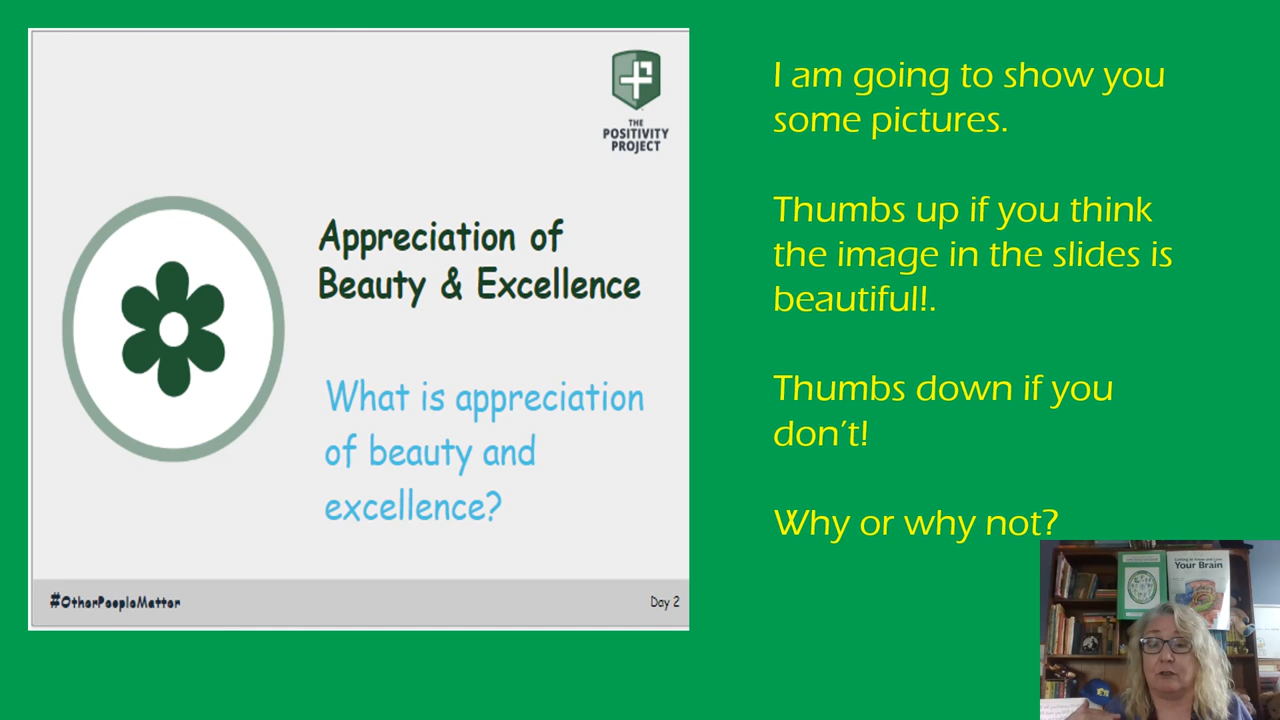 THE
POSITIVITY
PROJECT
Appreciation of
Beauty & Excellence
What is appreciation
of beauty and
excellence?
#OtherPeopleMatter
Day 2
I am going to show you
some pictures.
Thumbs up if you think
the image in the slides is
beautiful!.
Thumbs down if you
don't!
Why or why not?
Your Brain